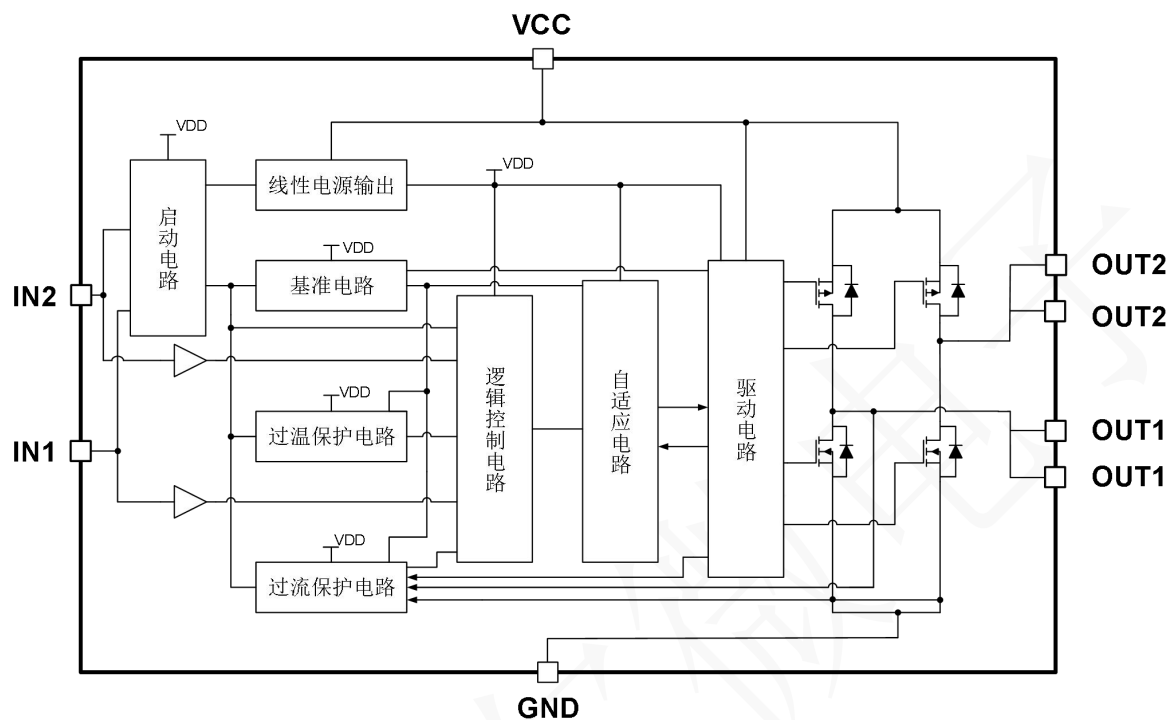 VCC
VDD
线性电源输出
VDD
启动电路
VDD
基准电路
IN2
OUT2
OUT2
逻辑控制电路
自适应电路
驱动电路
VDD
过温保护电路
IN1
OUT1
OUT1
VDD
过流保护电路
GND